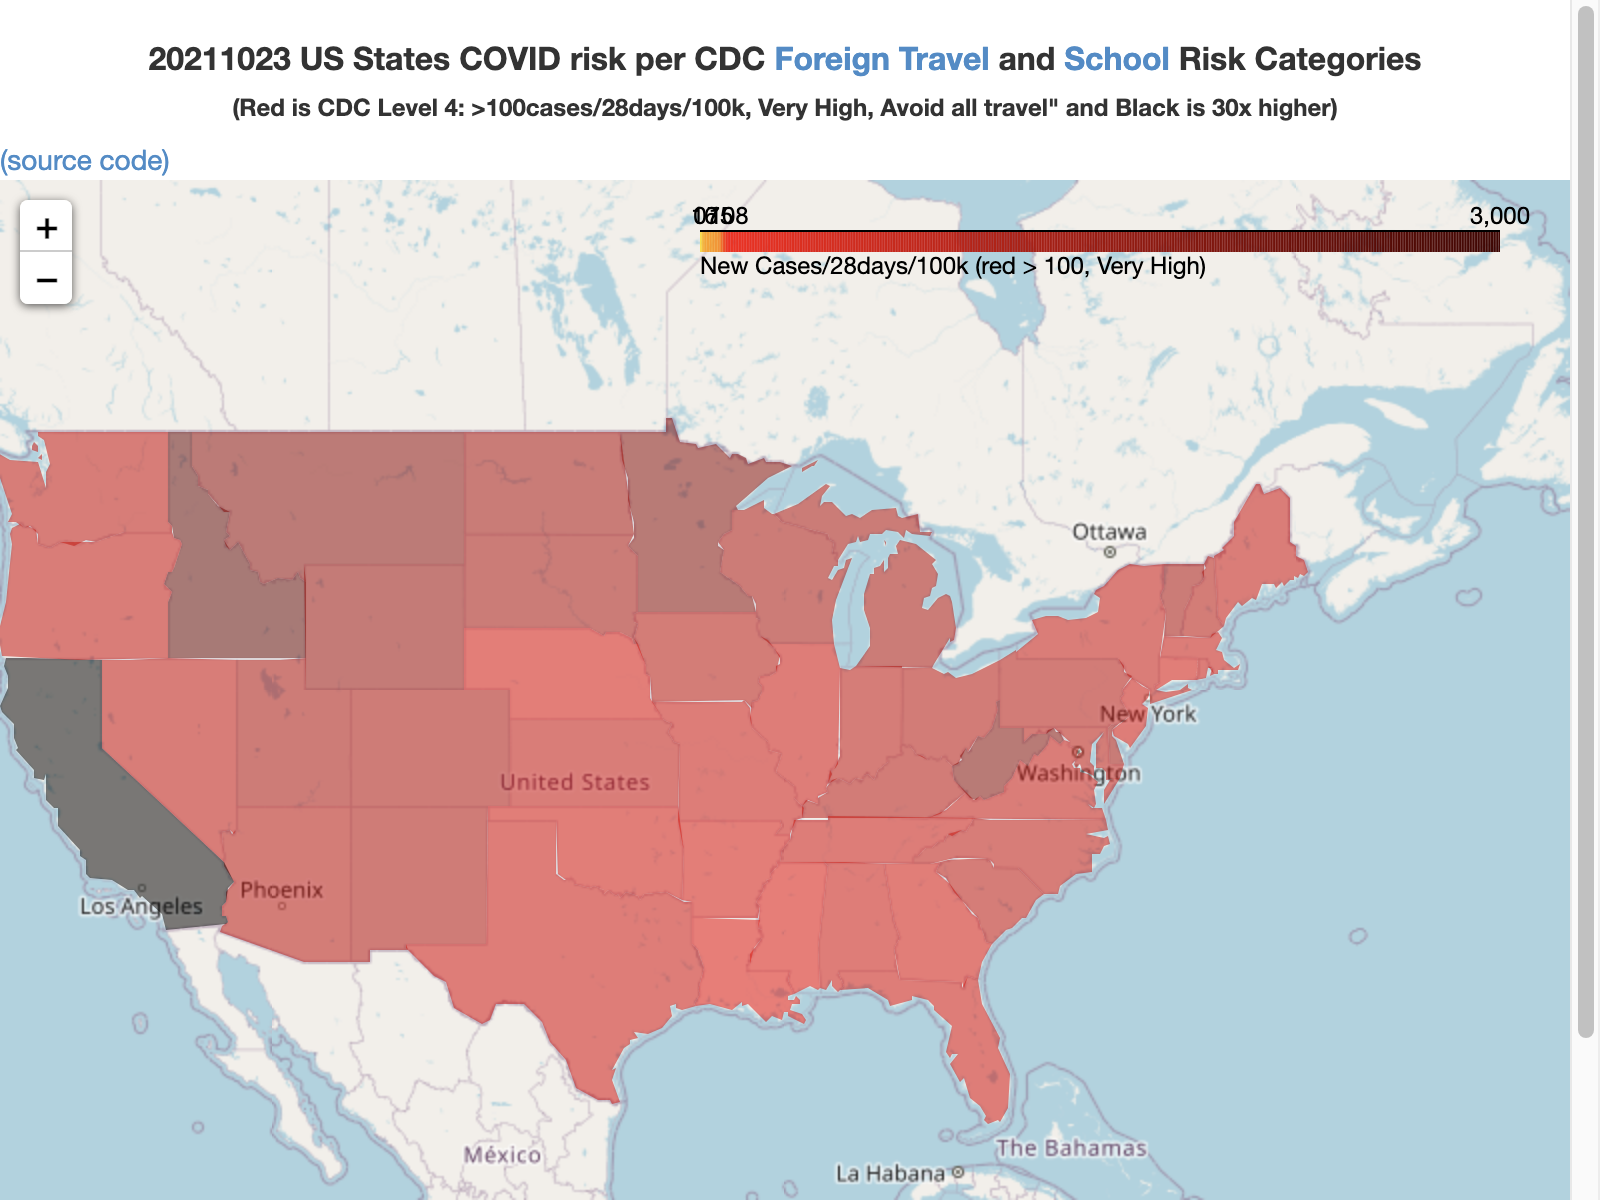 20211023 US States COVID risk per CDC Foreign Travel and School Risk Categories
(Red is CDC Level 4: >100cases/28days/100k, Very High, Avoid all travel" and Black is 30x higher)
(source code)
+
−
3,000
New Cases/28days/100k (red > 100, Very High)
Ottawa
New York
Washington
United States
Phoenix
Los Angeles
The Bahamas
México
La Habana